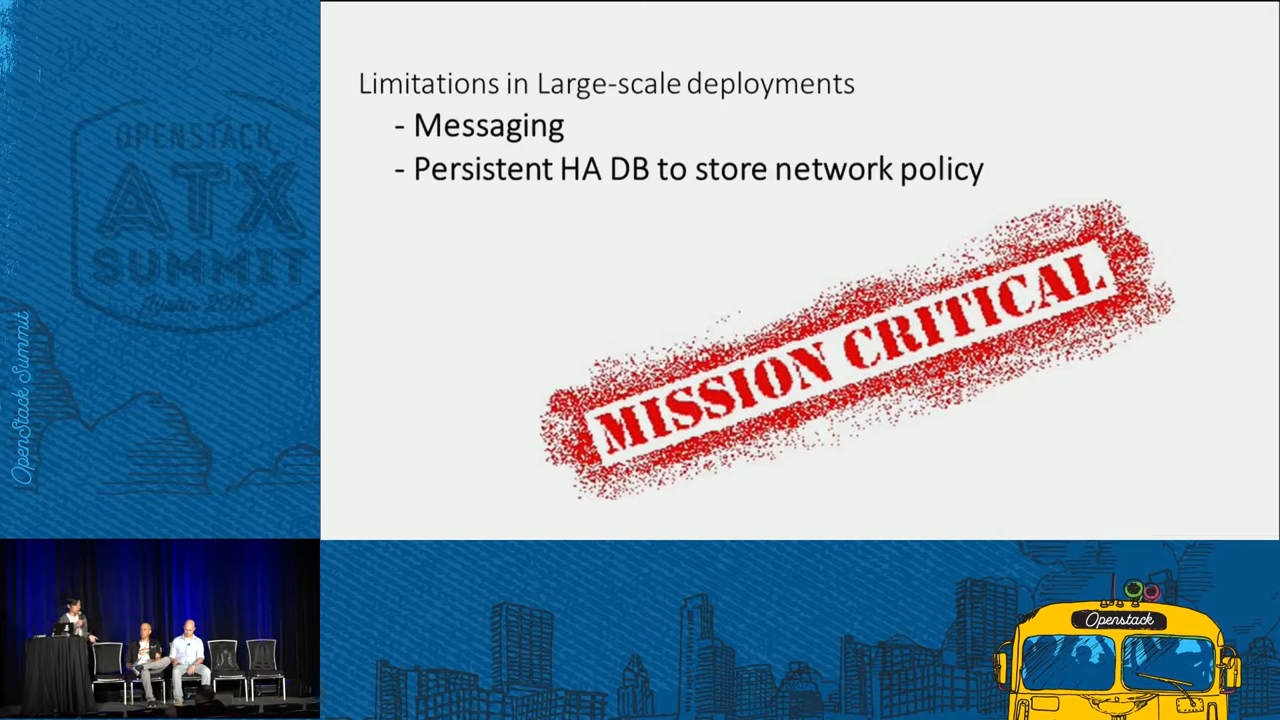 Limitations in Large-scale deployments
- Messaging
- Persistent HA DB to store network policy
MISSION CRITICAL
OPENSTACK
ATX
SUMMIT
OpenStack Summit
Openstack